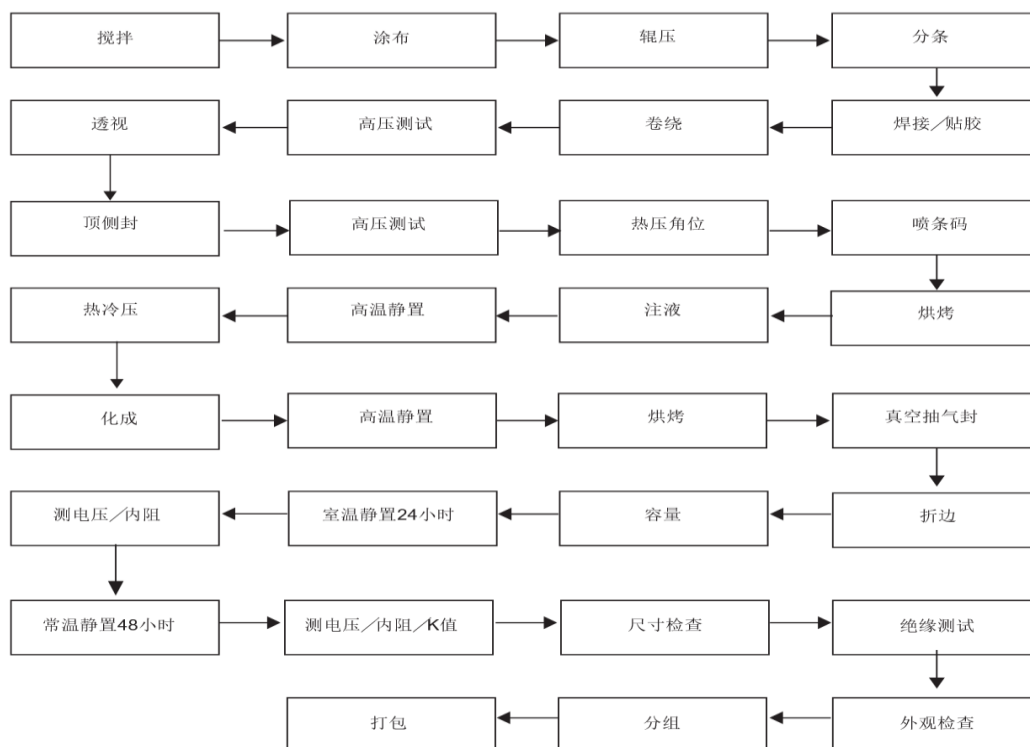 搅拌
涂布
辊压
分条
透视
高压测试
卷绕
焊接/贴胶
顶侧封
高压测试
热压角位
喷条码
热冷压
高温静置
注液
烘烤
化成
高温静置
烘烤
真空抽气封
测电压/内阻
室温静置24小时
容量
折边
常温静置48小时
测电压/内阻/K值
尺寸检查
绝缘测试
打包
分组
外观检查